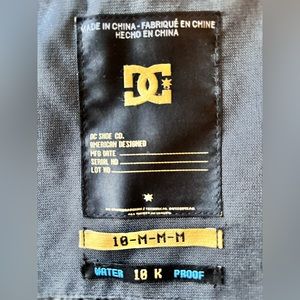 MADE IN CHINA - FABRIQUÉ EN CHINE
HECHO EN CHINA
DC
DC SHOE CO.
AMERICAN DESIGNED
MFG DATE
SERIAL NO
LOT NO
10-M-M-M
WATER 10 K PROOF